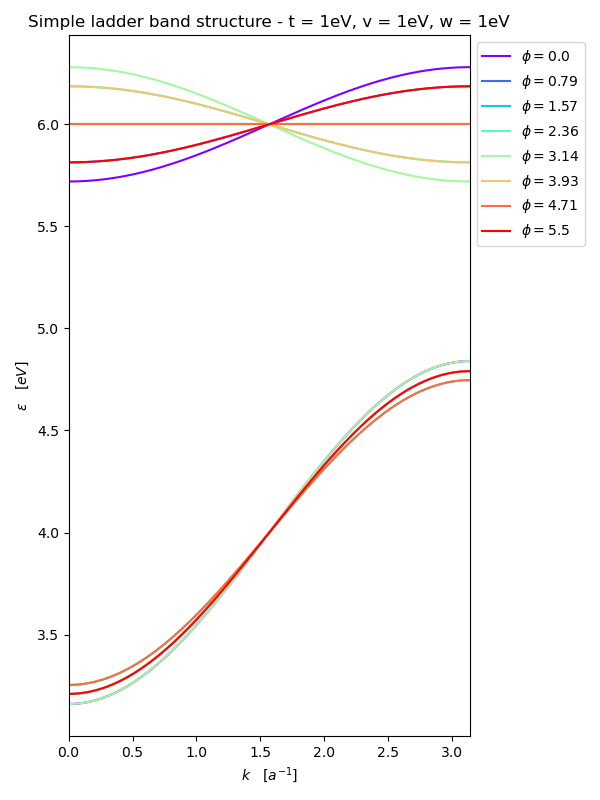 Simple ladder band structure - t = 1eV, v = 1eV, w = 1eV
ϕ = 0.0
ϕ = 0.79
ϕ = 1.57
ϕ = 2.36
ϕ = 3.14
ϕ = 3.93
ϕ = 4.71
ϕ = 5.5
6.0
5.5
5.0
4.5
4.0
3.5
ε [eV]
0.0 0.5 1.0 1.5 2.0 2.5 3.0
k [a⁻¹]